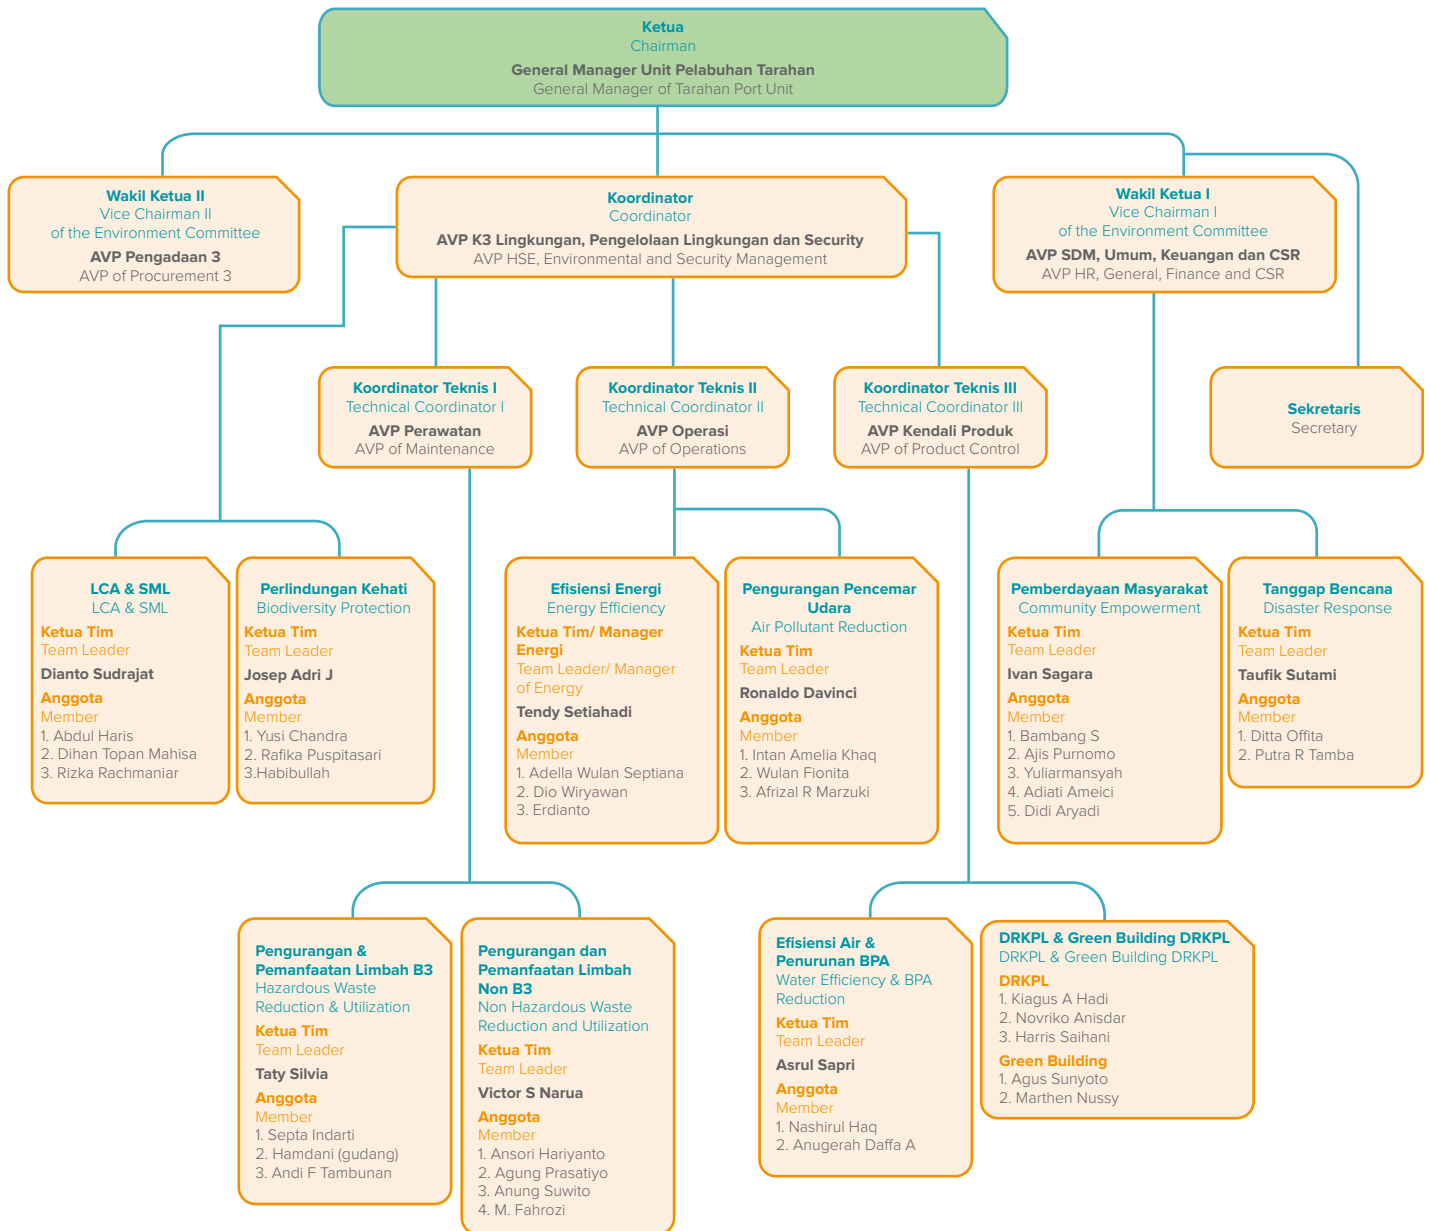 Ketua
Chairman
General Manager Unit Pelabuhan Tarahan
General Manager of Tarahan Port Unit
Wakil Ketua II
Vice Chairman II
of the Environment Committee
AVP Pengadaan 3
AVP of Procurement 3
Koordinator
Coordinator
AVP K3 Lingkungan, Pengelolaan Lingkungan dan Security
AVP HSE, Environmental and Security Management
Wakil Ketua I
Vice Chairman I
of the Environment Committee
AVP SDM, Umum, Keuangan dan CSR
AVP HR, General, Finance and CSR
Koordinator Teknis I
Technical Coordinator I
AVP Perawatan
AVP of Maintenance
Koordinator Teknis II
Technical Coordinator II
AVP Operasi
AVP of Operations
Koordinator Teknis III
Technical Coordinator III
AVP Kendali Produk
AVP of Product Control
Sekretaris
Secretary
LCA & SML
LCA & SML
Ketua Tim
Team Leader
Dianto Sudrajat
Anggota
Member
1. Abdul Haris
2. Dihan Topan Mahisa
3. Rizka Rachmaniar
Perlindungan Kehati
Biodiversity Protection
Ketua Tim
Team Leader
Josep Adri J
Anggota
Member
1. Yusi Chandra
2. Rafika Puspitasari
3.Habibullah
Efisiensi Energi
Energy Efficiency
Ketua Tim/ Manager
Energi
Team Leader/ Manager
of Energy
Tendy Setiahadi
Anggota
Member
1. Adella Wulan Septiana
2. Dio Wiryawan
3. Erdianto
Pengurangan Pencemar
Udara
Air Pollutant Reduction
Ketua Tim
Team Leader
Ronaldo Davinci
Anggota
Member
1. Intan Amelia Khaq
2. Wulan Fionita
3. Afrizal R Marzuki
Pemberdayaan Masyarakat
Community Empowerment
Ketua Tim
Team Leader
Ivan Sagara
Anggota
Member
1. Bambang S
2. Ajis Purnomo
3. Yuliarmansyah
4. Adiati Ameici
5. Didi Aryadi
Tanggap Bencana
Disaster Response
Ketua Tim
Team Leader
Taufik Sutami
Anggota
Member
1. Ditta Offita
2. Putra R Tamba
Pengurangan &
Pemanfaatan Limbah B3
Hazardous Waste
Reduction & Utilization
Ketua Tim
Team Leader
Taty Silvia
Anggota
Member
1. Septa Indarti
2. Hamdani (gudang)
3. Andi F Tambunan
Pengurangan dan
Pemanfaatan Limbah
Non B3
Non Hazardous Waste
Reduction and Utilization
Ketua Tim
Team Leader
Victor S Narua
Anggota
Member
1. Ansori Hariyanto
2. Agung Prasatiyo
3. Anung Suwito
4. M. Fahrozi
Efisiensi Air &
Penurunan BPA
Water Efficiency & BPA
Reduction
Ketua Tim
Team Leader
Asrul Sapri
Anggota
Member
1. Nashirul Haq
2. Anugerah Daffa A
DRKPL & Green Building DRKPL
DRKPL & Green Building DRKPL
DRKPL
1. Kiagus A Hadi
2. Novriko Anisdar
3. Harris Saihani
Green Building
1. Agus Sunyoto
2. Marthen Nussy